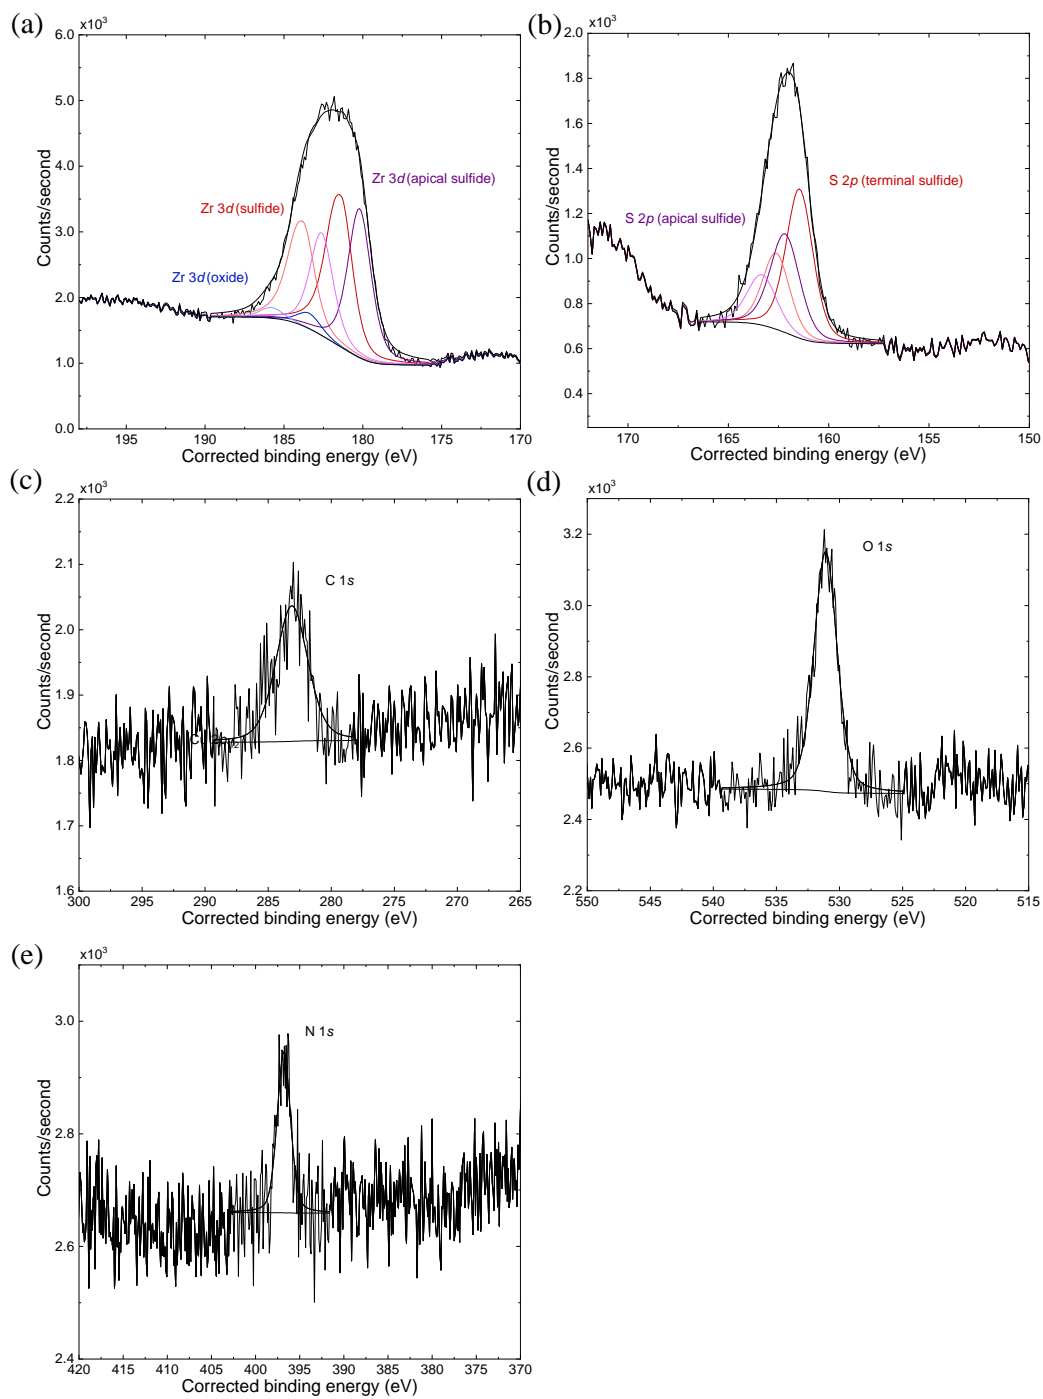 (a)
x10³
6.0
5.0
4.0
3.0
2.0
1.0
0.0
Counts/second
Zr 3d (apical sulfide)
Zr 3d (sulfide)
Zr 3d (oxide)
195 190 185 180 175 170
Corrected binding energy (eV)
(b)
x10³
2.0
1.8
1.6
1.4
1.2
1.0
0.8
0.6
0.4
Counts/second
S 2p (terminal sulfide)
S 2p (apical sulfide)
170 165 160 155 150
Corrected binding energy (eV)
(c)
x10³
2.2
2.1
2.0
1.9
1.8
1.7
1.6
Counts/second
C 1s
300 295 290 285 280 275 270 265
Corrected binding energy (eV)
(d)
x10³
3.2
3.0
2.8
2.6
2.4
2.2
Counts/second
O 1s
550 545 540 535 530 525 520 515
Corrected binding energy (eV)
(e)
x10³
3.0
2.8
2.6
2.4
Counts/second
N 1s
420 415 410 405 400 395 390 385 380 375 370
Corrected binding energy (eV)